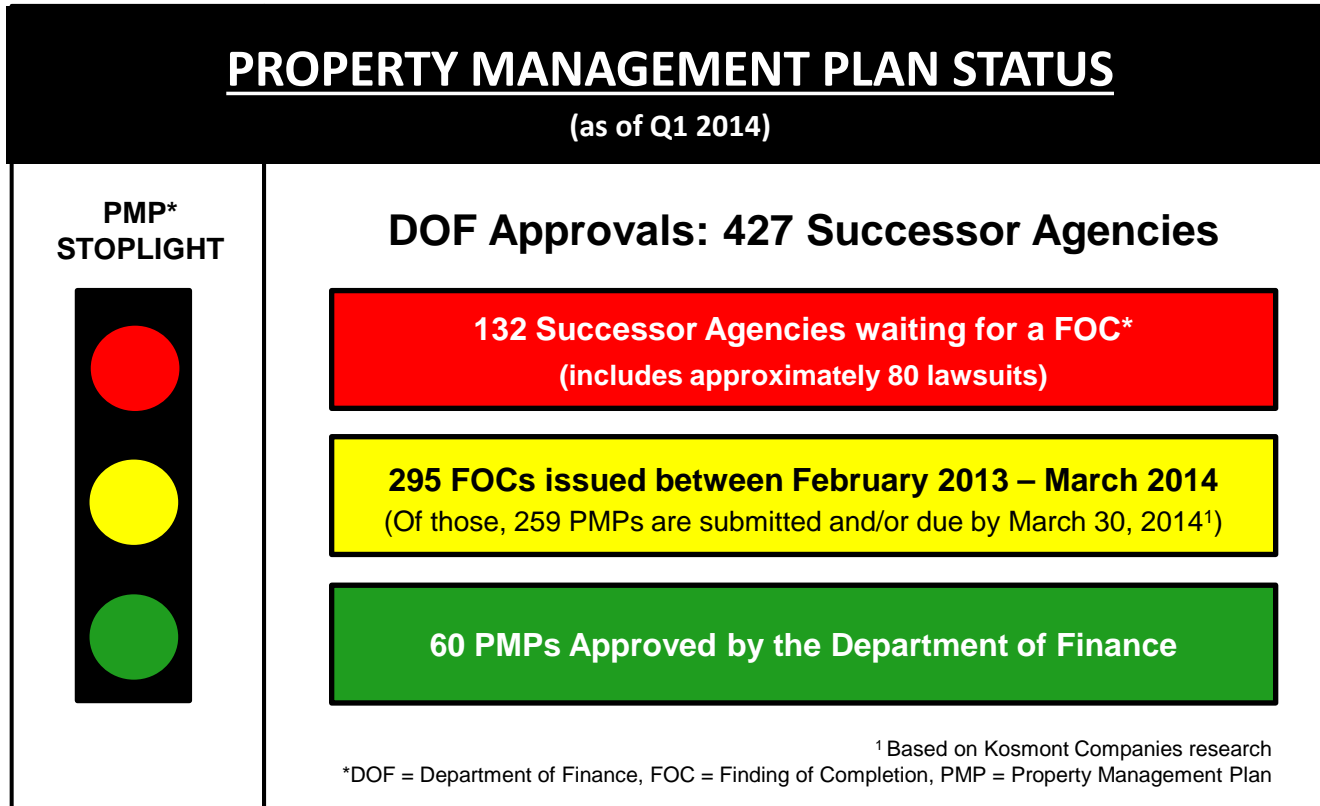 PROPERTY MANAGEMENT PLAN STATUS
(as of Q1 2014)
PMP*
STOPLIGHT
DOF Approvals: 427 Successor Agencies
132 Successor Agencies waiting for a FOC*
(includes approximately 80 lawsuits)
295 FOCs issued between February 2013 – March 2014
(Of those, 259 PMPs are submitted and/or due by March 30, 2014¹)
60 PMPs Approved by the Department of Finance
¹ Based on Kosmont Companies research
*DOF = Department of Finance, FOC = Finding of Completion, PMP = Property Management Plan